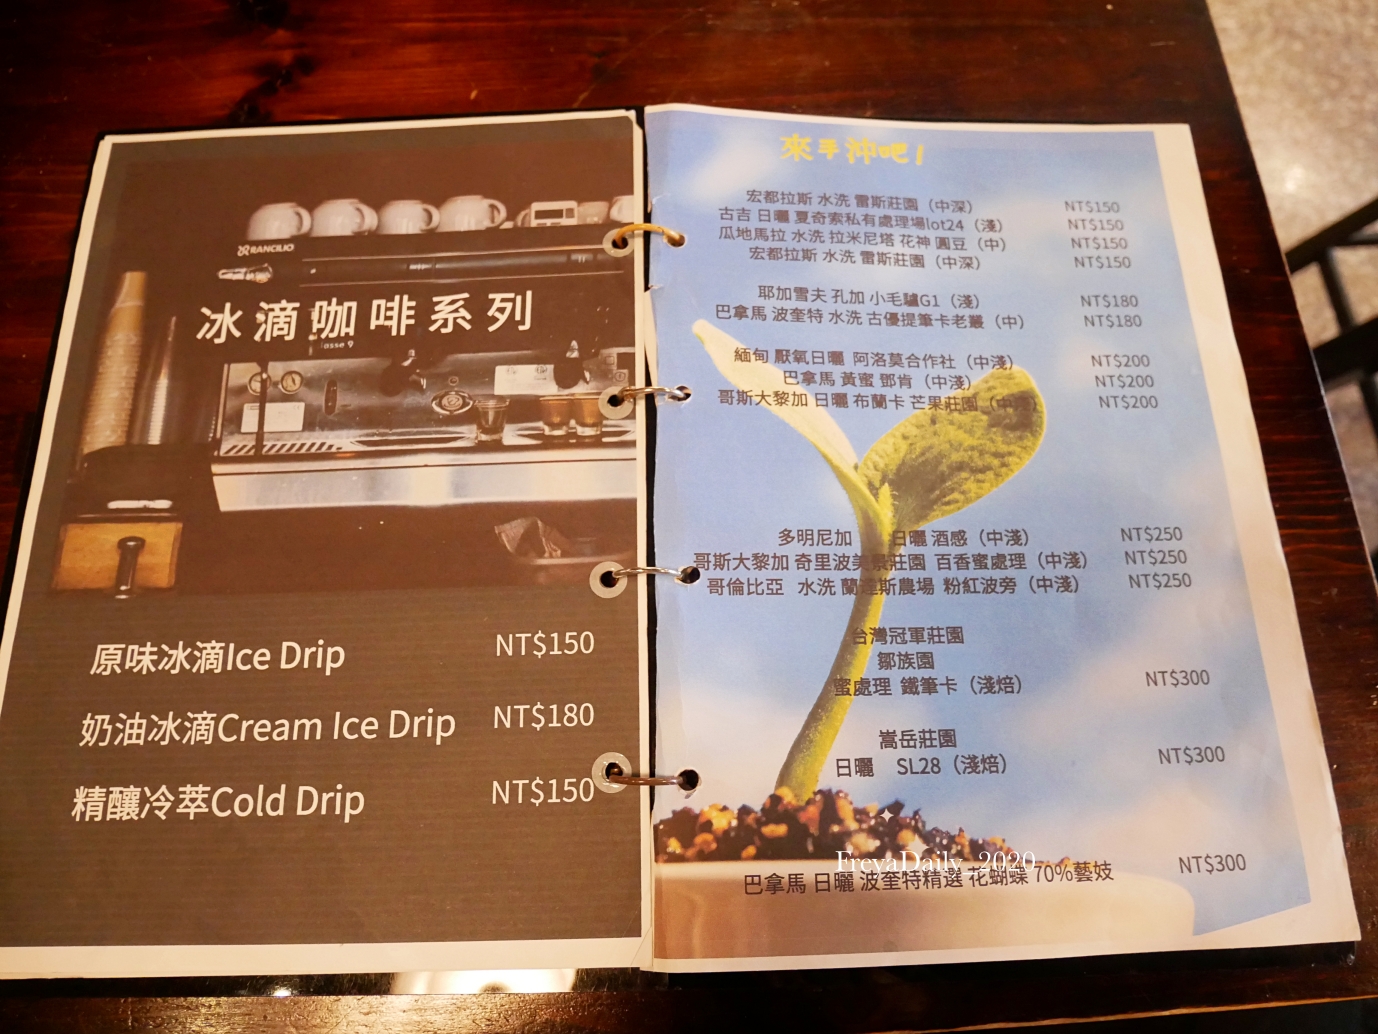 RANCILIO
冰滴咖啡系列
原味冰滴Ice Drip NT$150
奶油冰滴Cream Ice Drip NT$180
精釀冷萃Cold Drip NT$150
來手沖吧!
宏都拉斯 水洗 雷斯莊園（中深） NT$150
古吉 日曬 夏奇索私有處理場lot24（淺） NT$150
瓜地馬拉 水洗 拉米尼塔 花神 圓豆（中） NT$150
宏都拉斯 水洗 雷斯莊園（中深） NT$150
耶加雪夫 孔加 小毛驢G1（淺） NT$180
巴拿馬 波奎特 水洗 古優提筆卡老叢（中） NT$180
緬甸 厭氧日曬 阿洛莫合作社（中淺） NT$200
巴拿馬 黃蜜 鄧肯（中淺） NT$200
哥斯大黎加 日曬 布蘭卡 芒果莊園 NT$200
多明尼加 日曬 酒感（中淺） NT$250
哥斯大黎加 奇里波美景莊園 百香蜜處理（中淺） NT$250
哥倫比亞 水洗 蘭達斯農場 粉紅波旁（中淺） NT$250
台灣冠軍莊園
鄒族園
蜜處理 鐵筆卡（淺焙） NT$300
嵩岳莊園
日曬 SL28（淺焙） NT$300
FreyaDaily_2020
巴拿馬 日曬 波奎特精選 花蝴蝶 70%藝妓 NT$300